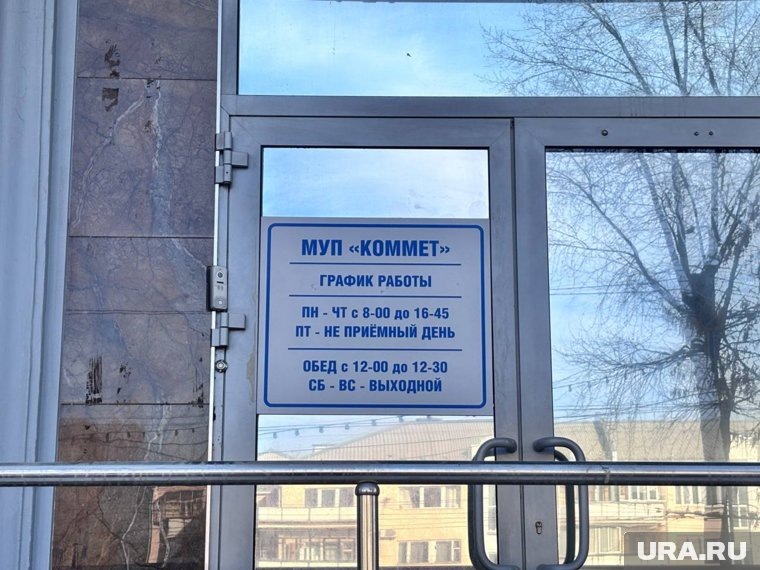 МУП «КОММЕТ»
ГРАФИК РАБОТЫ
ПН - ЧТ с 8-00 до 16-45
ПТ - НЕ ПРИЁМНЫЙ ДЕНЬ
ОБЕД с 12-00 до 12-30
СБ - ВС - ВЫХОДНОЙ
URA.RU